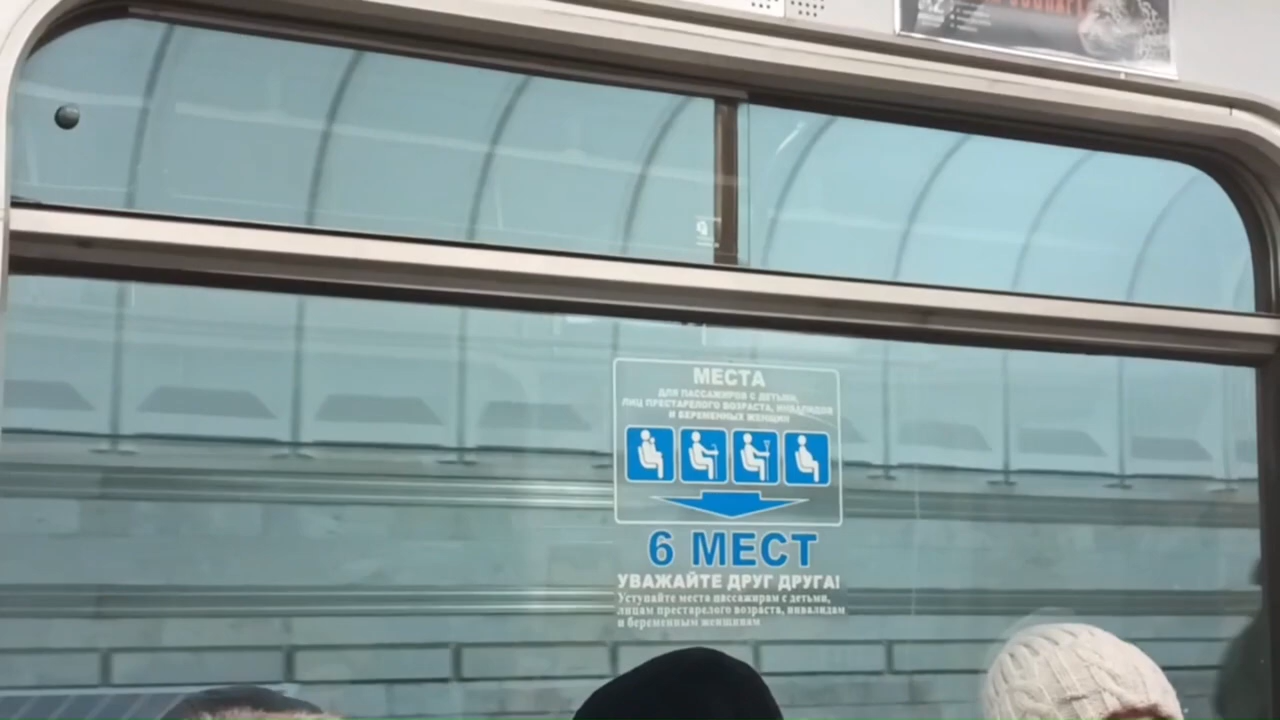 МЕСТА
ДЛЯ ПАССАЖИРОВ С ДЕТЬМИ,
ЛИЦ ПРЕСТАРЕЛОГО ВОЗРАСТА, ИНВАЛИДОВ
И БЕРЕМЕННЫХ ЖЕНЩИН
6 МЕСТ
УВАЖАЙТЕ ДРУГ ДРУГА!
Уступайте места пассажирам с детьми,
лицам престарелого возраста, инвалидам
и беременным женщинам